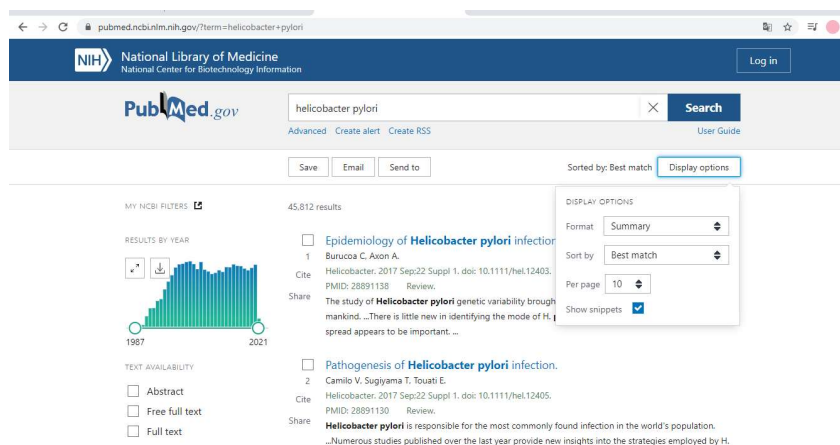 pubmed.ncbi.nlm.nih.gov/?term=helicobacter+pylori
NIH National Library of Medicine
National Center for Biotechnology Information
Log in
PubMed.gov
helicobacter pylori
Search
Advanced Create alert Create RSS
User Guide
Save Email Send to
Sorted by: Best match Display options
MY NCBI FILTERS
45,812 results
RESULTS BY YEAR
1987 2021
TEXT AVAILABILITY
Abstract
Free full text
Full text
1
Cite
Share
Epidemiology of Helicobacter pylori infection
Burucoa C, Axon A.
Helicobacter. 2017 Sep;22 Suppl 1. doi: 10.1111/hel.12403.
PMID: 28891138 Review.
The study of Helicobacter pylori genetic variability brough
mankind. ...There is little new in identifying the mode of H.
spread appears to be important. ...
2
Cite
Share
Pathogenesis of Helicobacter pylori infection.
Camilo V, Sugiyama T, Touati E.
Helicobacter. 2017 Sep;22 Suppl 1. doi: 10.1111/hel.12405.
PMID: 28891130 Review.
Helicobacter pylori is responsible for the most commonly found infection in the world's population.
...Numerous studies published over the last year provide new insights into the strategies employed by H.
DISPLAY OPTIONS
Format Summary
Sort by Best match
Per page 10
Show snippets